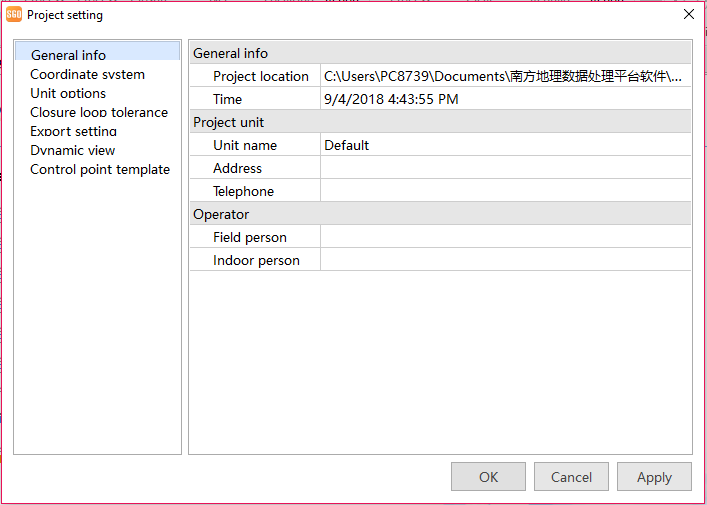 SGO Project setting
General info
Coordinate system
Unit options
Closure loop tolerance
Export setting
Dynamic view
Control point template
General info
Project location C:\Users\PC8739\Documents\南方地理数据处理平台软件\...
Time 9/4/2018 4:43:55 PM
Project unit
Unit name Default
Address
Telephone
Operator
Field person
Indoor person
OK Cancel Apply